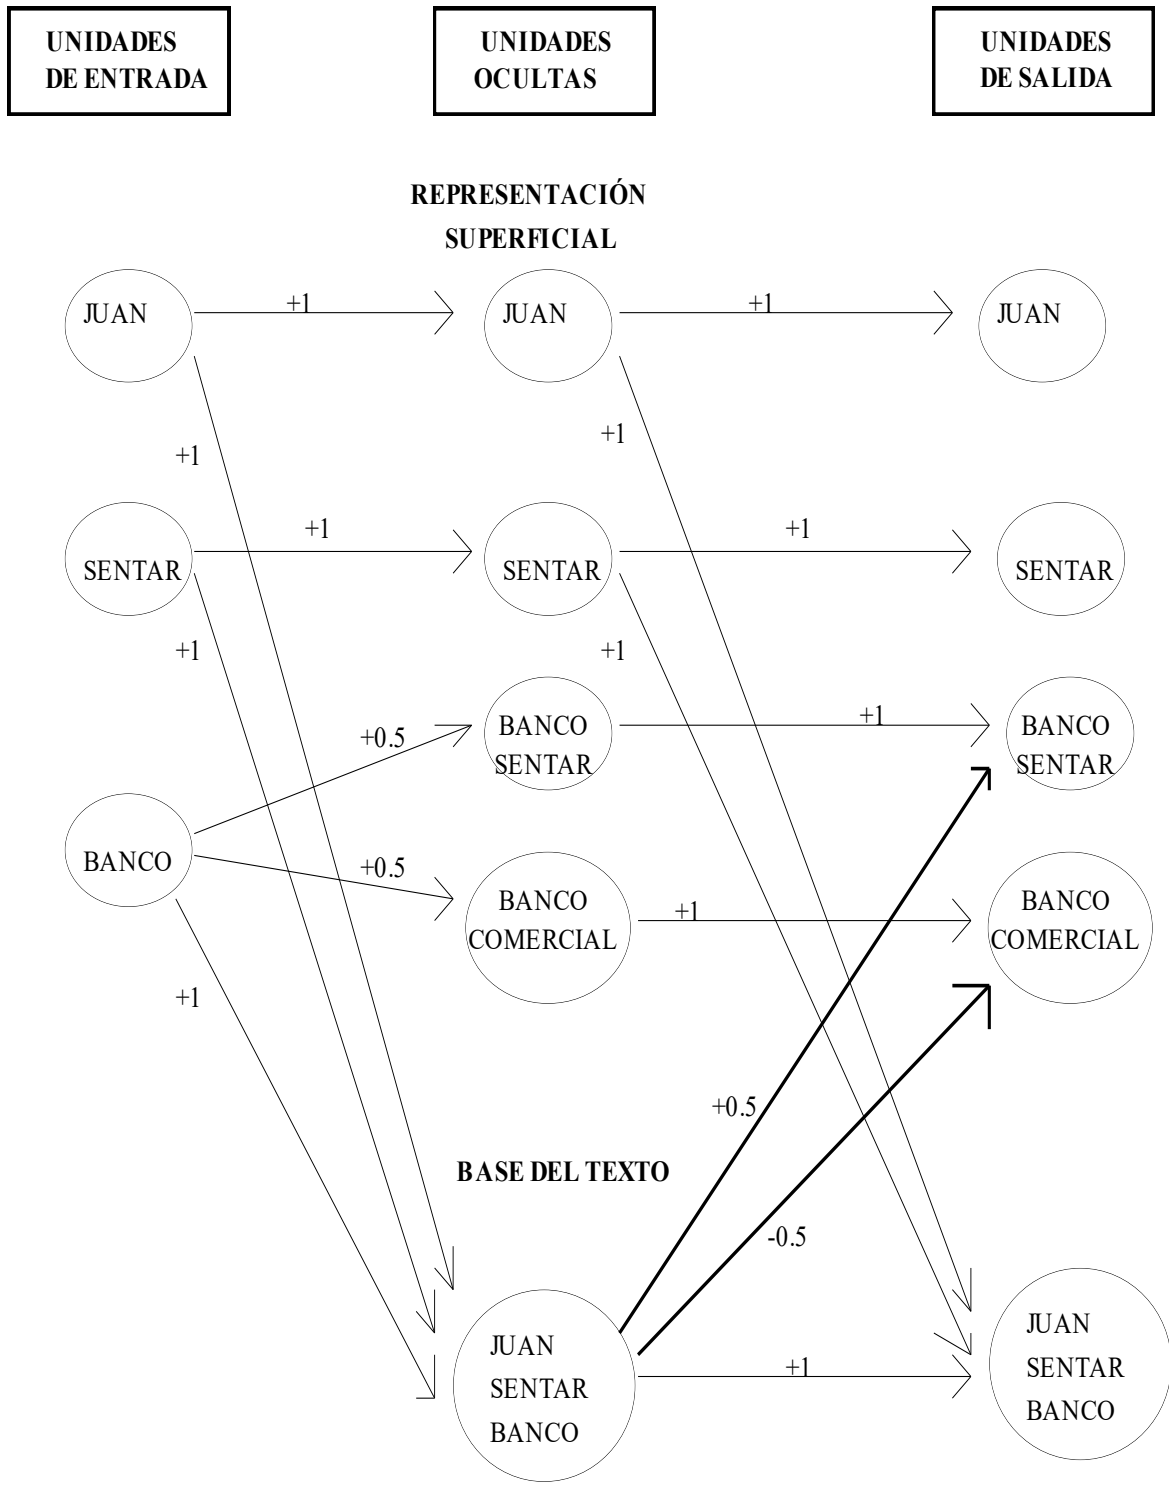 UNIDADES
DE ENTRADA
UNIDADES
OCULTAS
UNIDADES
DE SALIDA
REPRESENTACIÓN
SUPERFICIAL
JUAN
+1
JUAN
+1
JUAN
+1
+1
SENTAR
+1
SENTAR
+1
SENTAR
+1
+1
BANCO
SENTAR
+1
BANCO
SENTAR
+0.5
BANCO
+0.5
BANCO
COMERCIAL
+1
BANCO
COMERCIAL
+1
+0.5
BASE DEL TEXTO
-0.5
JUAN
SENTAR
BANCO
+1
JUAN
SENTAR
BANCO